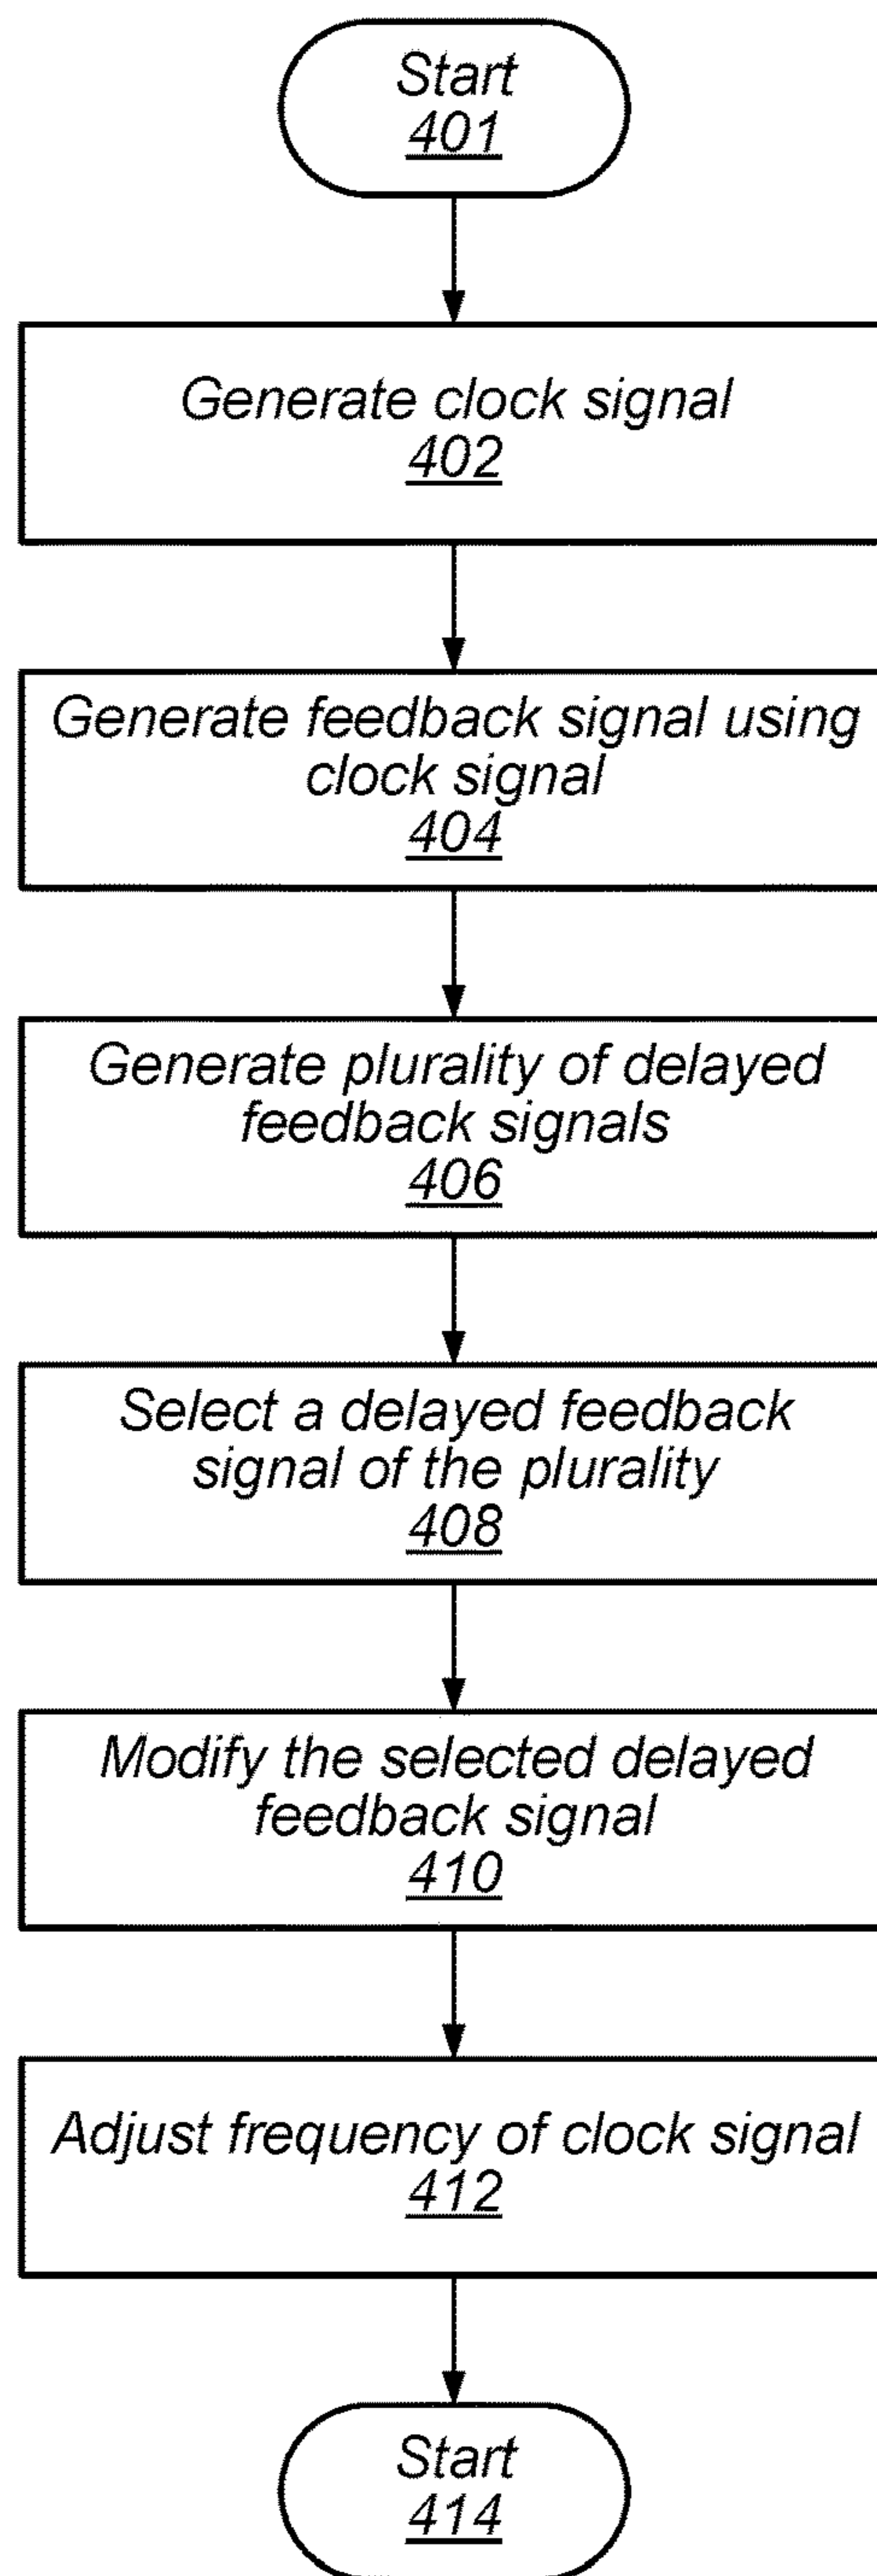 Start
401
Generate clock signal
402
Generate feedback signal using
clock signal
404
Generate plurality of delayed
feedback signals
406
Select a delayed feedback
signal of the plurality
408
Modify the selected delayed
feedback signal
410
Adjust frequency of clock signal
412
Start
414